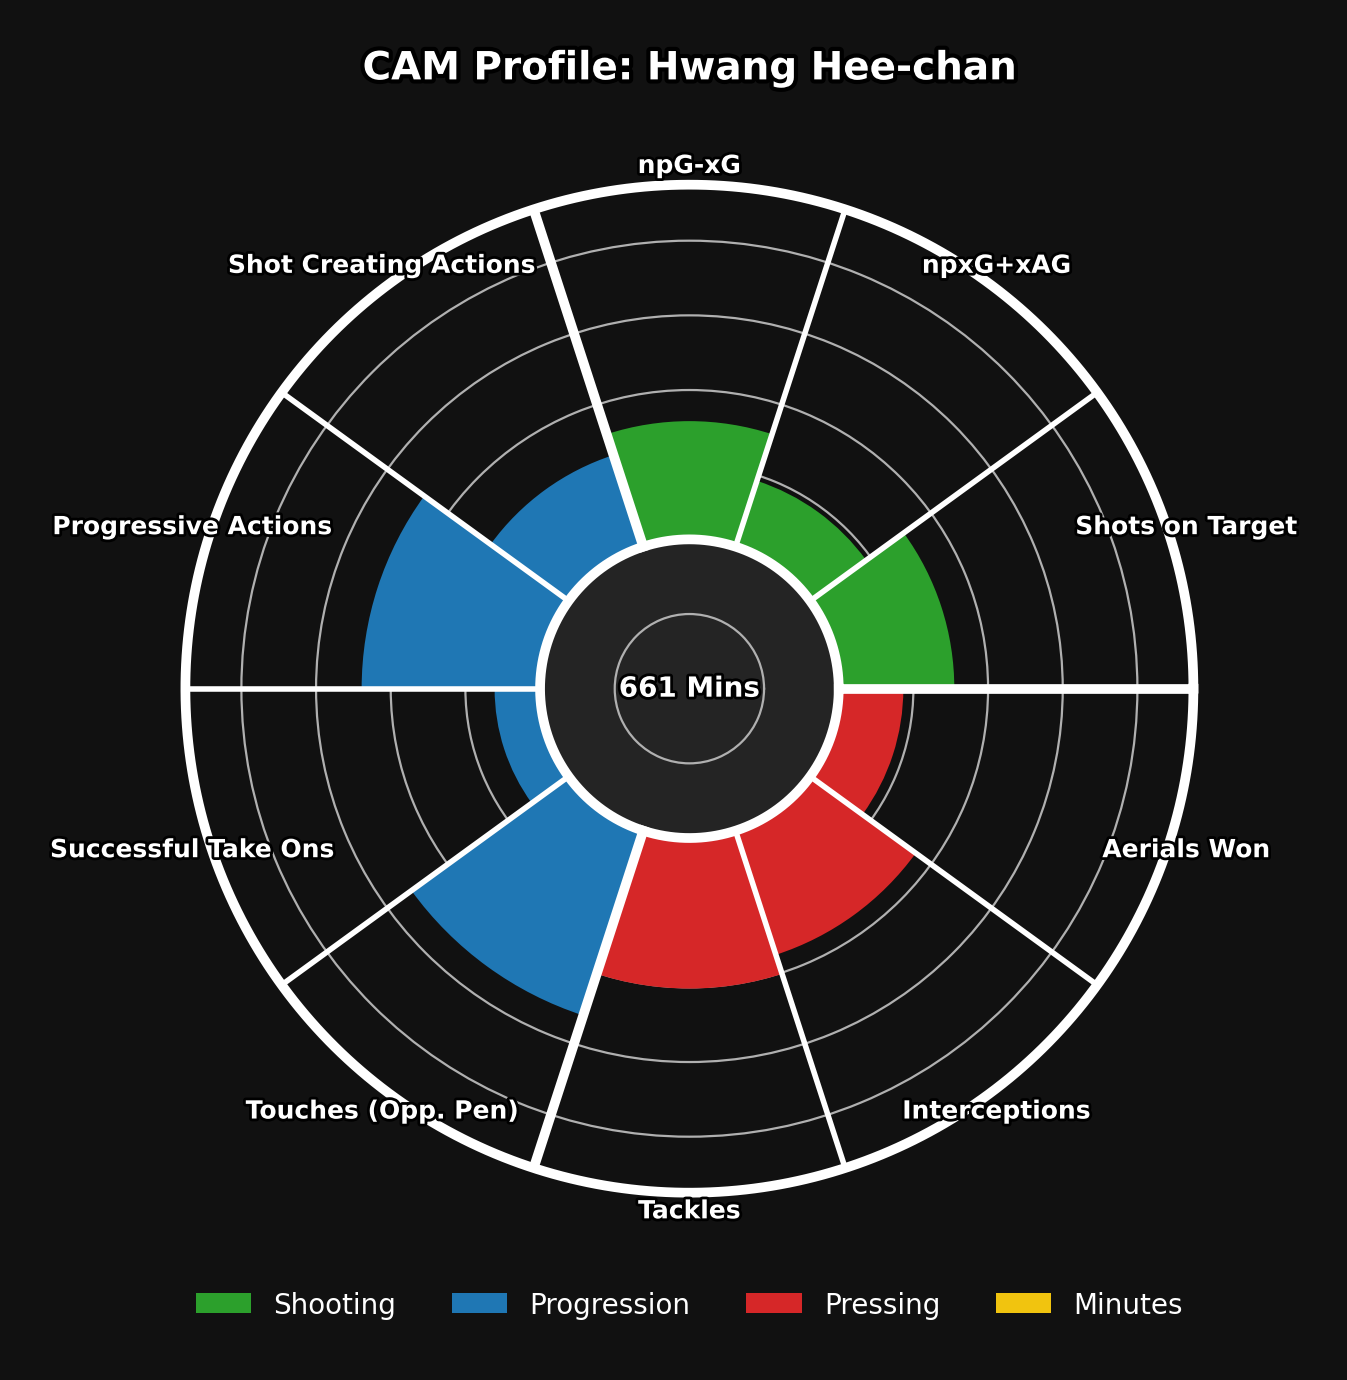 CAM Profile: Hwang Hee-chan
npG-xG
Shot Creating Actions
npxG+xAG
Progressive Actions
Shots on Target
661 Mins
Successful Take Ons
Aerials Won
Touches (Opp. Pen)
Interceptions
Tackles
Shooting
Progression
Pressing
Minutes